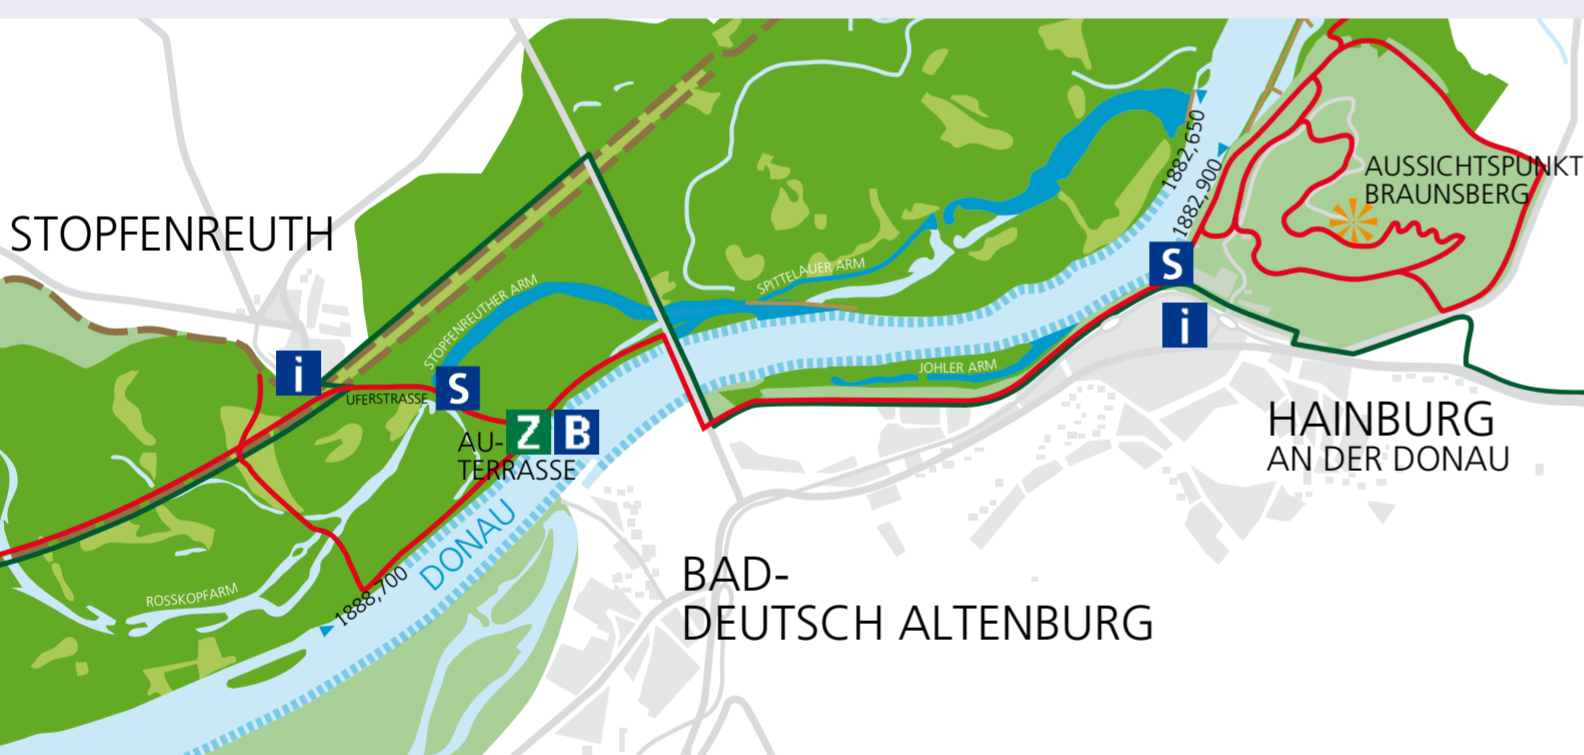 STOPFENREUTH
AUSSICHTSPUNKT
BRAUNSBERG
1882,650
1882,900
SPITTELAUER ARM
STOPFENREUTHER ARM
S
i
i
UFERSTRASSE
S
JOHLER ARM
AU-
TERRASSE
Z
B
HAINBURG
AN DER DONAU
DONAU
1888,700
ROSSKOPFARM
BAD-
DEUTSCH ALTENBURG